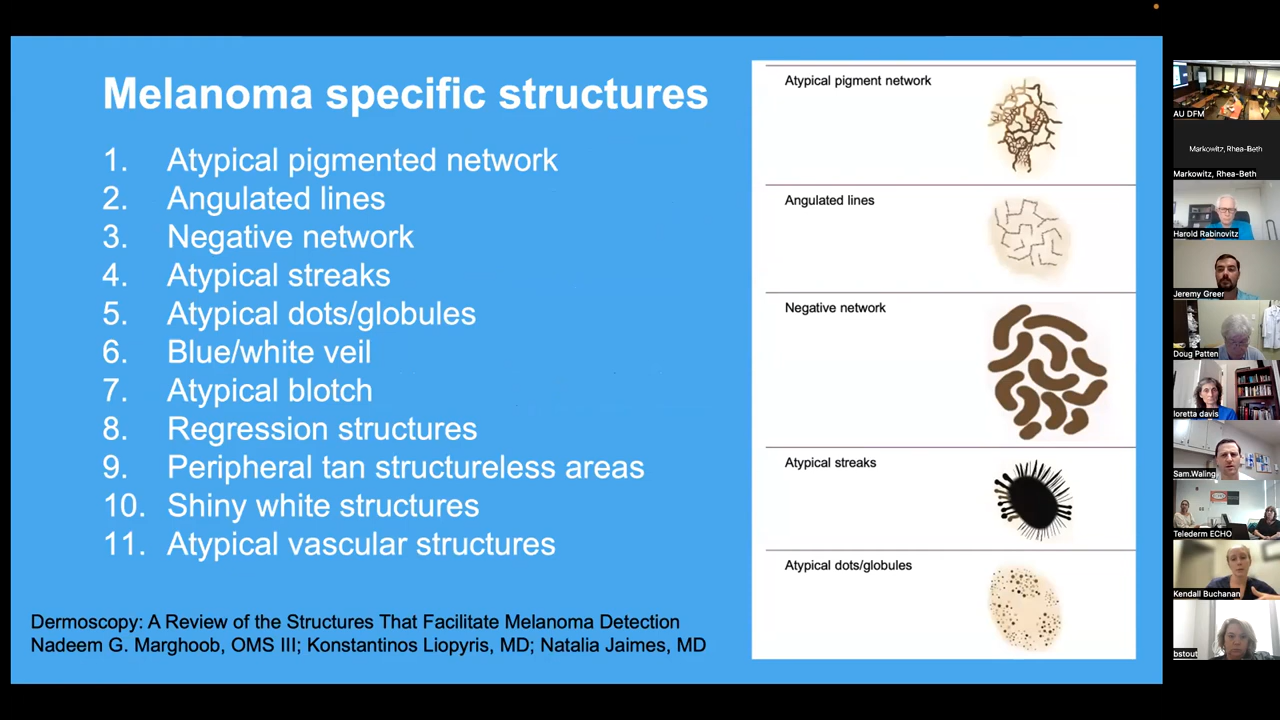 Melanoma specific structures
1. Atypical pigmented network
2. Angulated lines
3. Negative network
4. Atypical streaks
5. Atypical dots/globules
6. Blue/white veil
7. Atypical blotch
8. Regression structures
9. Peripheral tan structureless areas
10. Shiny white structures
11. Atypical vascular structures
Dermoscopy: A Review of the Structures That Facilitate Melanoma Detection
Nadeem G. Marghoob, OMS III; Konstantinos Liopyris, MD; Natalia Jaimes, MD
Atypical pigment network
Angulated lines
Negative network
Atypical streaks
Atypical dots/globules
AU DFM
Markowitz, Rhea-Beth
Markowitz, Rhea-Beth
Harold Rabinovitz
Jeremy Greer
Doug Patten
loretta davis
Sam.Waling
Telederm ECHO
Kendall Buchanan
bstout